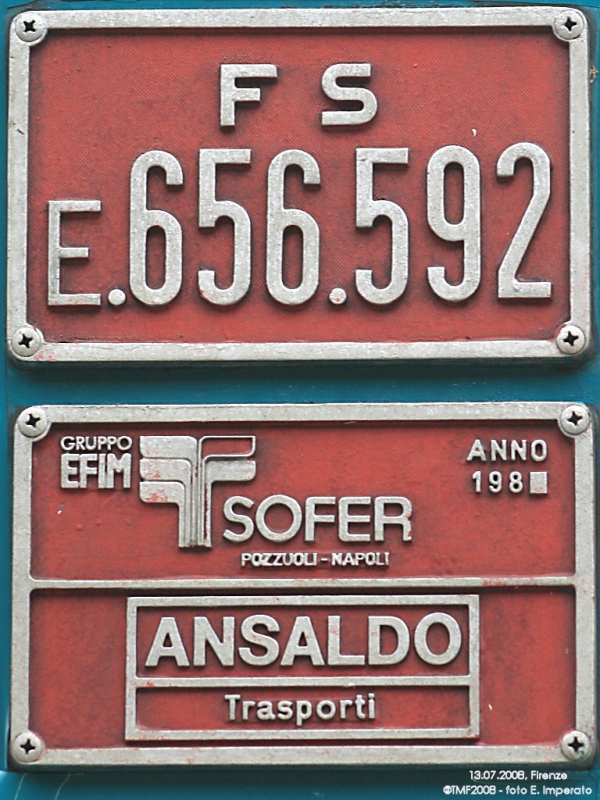 FS
E.656.592
GRUPPO
EFIM
SOFER
POZZUOLI-NAPOLI
ANNO
198■
ANSALDO
Trasporti
13.07.2008, Firenze
©TMF2008 - foto E. Imperato